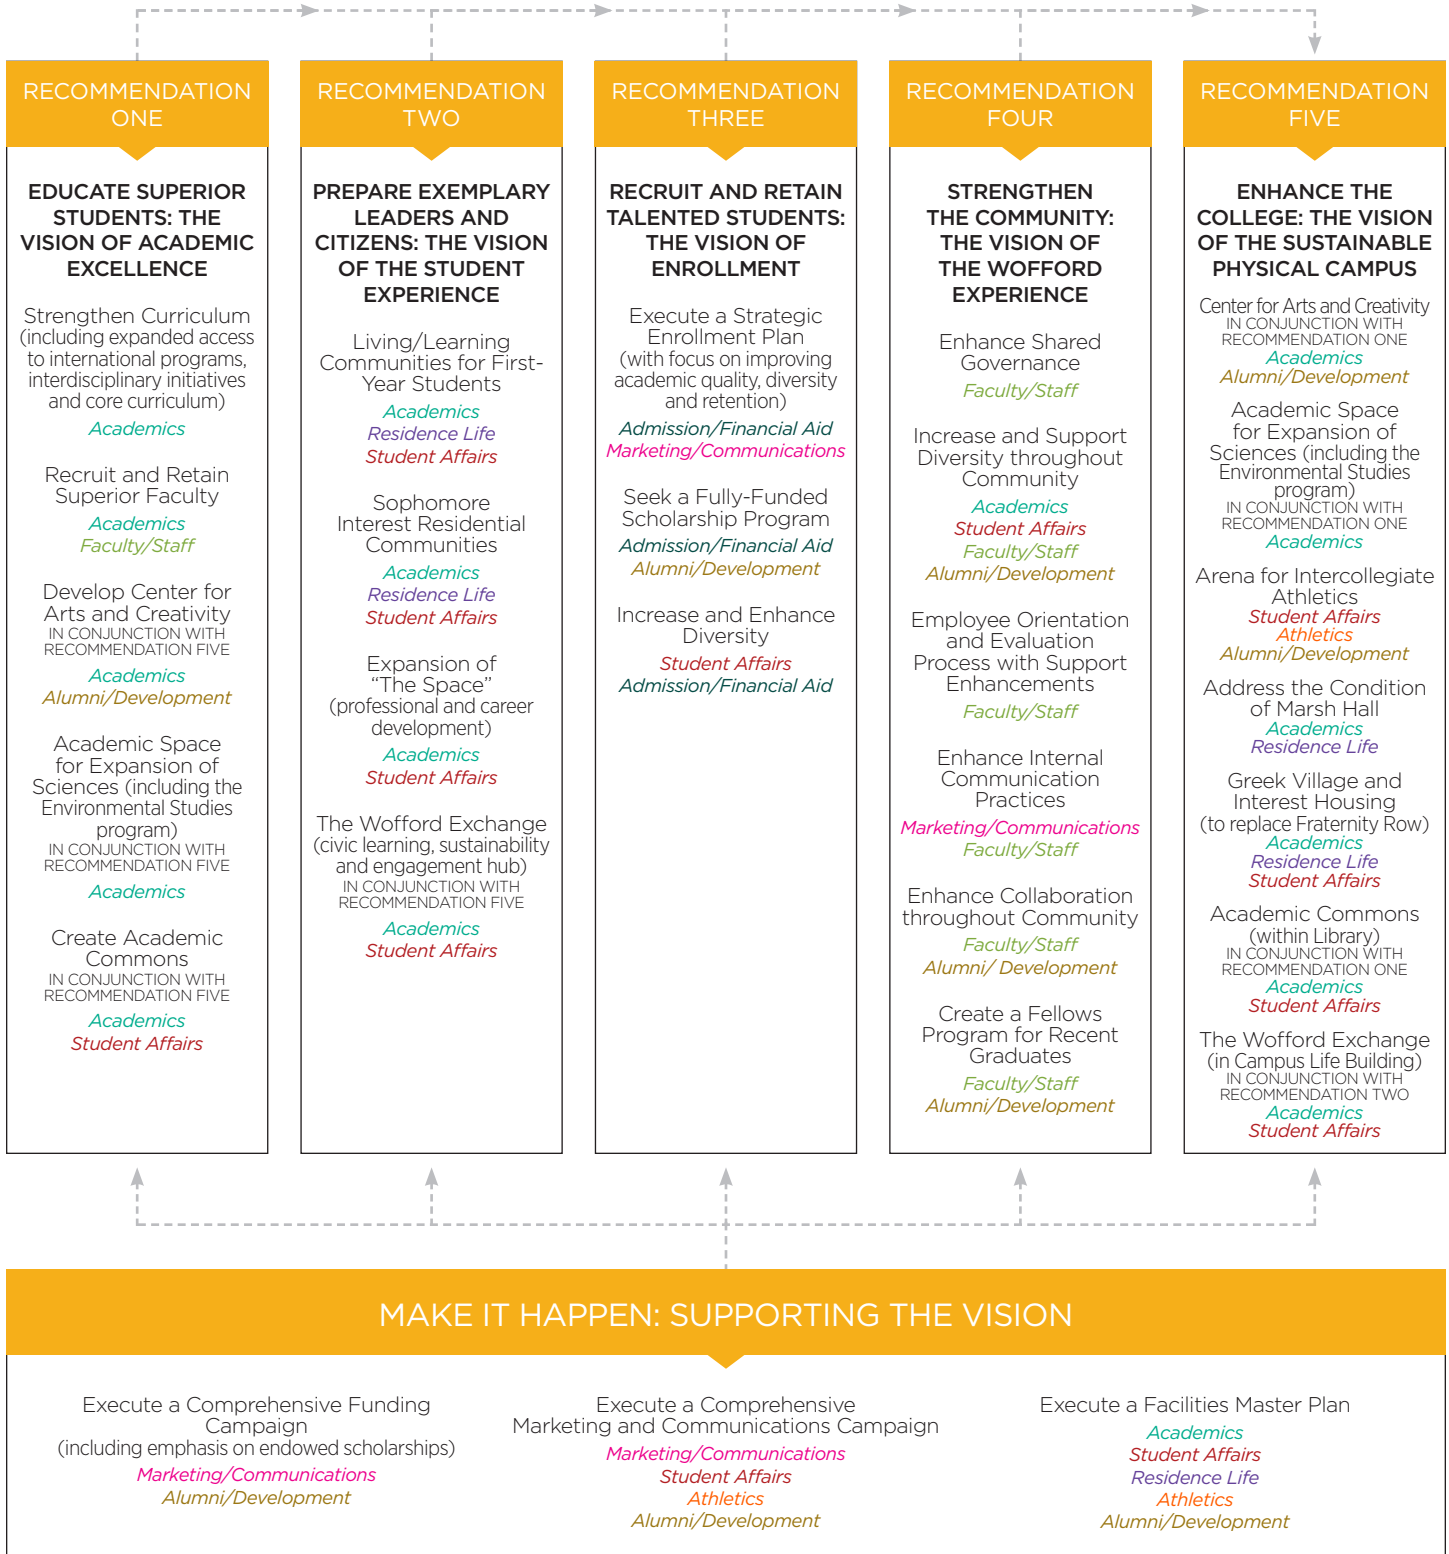 RECOMMENDATION
ONE
EDUCATE SUPERIOR
STUDENTS: THE
VISION OF ACADEMIC
EXCELLENCE
Strengthen Curriculum
(including expanded access
to international programs,
interdisciplinary initiatives
and core curriculum)
Academics
Recruit and Retain
Superior Faculty
Academics
Faculty/Staff
Develop Center for
Arts and Creativity
IN CONJUNCTION WITH
RECOMMENDATION FIVE
Academics
Alumni/Development
Academic Space
for Expansion of
Sciences (including the
Environmental Studies
program)
IN CONJUNCTION WITH
RECOMMENDATION FIVE
Academics
Create Academic
Commons
IN CONJUNCTION WITH
RECOMMENDATION FIVE
Academics
Student Affairs
RECOMMENDATION
TWO
PREPARE EXEMPLARY
LEADERS AND
CITIZENS: THE VISION
OF THE STUDENT
EXPERIENCE
Living/Learning
Communities for First-
Year Students
Academics
Residence Life
Student Affairs
Sophomore
Interest Residential
Communities
Academics
Residence Life
Student Affairs
Expansion of
“The Space”
(professional and career
development)
Academics
Student Affairs
The Wofford Exchange
(civic learning, sustainability
and engagement hub)
IN CONJUNCTION WITH
RECOMMENDATION FIVE
Academics
Student Affairs
RECOMMENDATION
THREE
RECRUIT AND RETAIN
TALENTED STUDENTS:
THE VISION OF
ENROLLMENT
Execute a Strategic
Enrollment Plan
(with focus on improving
academic quality, diversity
and retention)
Admission/Financial Aid
Marketing/Communications
Seek a Fully-Funded
Scholarship Program
Admission/Financial Aid
Alumni/Development
Increase and Enhance
Diversity
Student Affairs
Admission/Financial Aid
RECOMMENDATION
FOUR
STRENGTHEN
THE COMMUNITY:
THE VISION OF
THE WOFFORD
EXPERIENCE
Enhance Shared
Governance
Faculty/Staff
Increase and Support
Diversity throughout
Community
Academics
Student Affairs
Faculty/Staff
Alumni/Development
Employee Orientation
and Evaluation
Process with Support
Enhancements
Faculty/Staff
Enhance Internal
Communication
Practices
Marketing/Communications
Faculty/Staff
Enhance Collaboration
throughout Community
Faculty/Staff
Alumni/ Development
Create a Fellows
Program for Recent
Graduates
Faculty/Staff
Alumni/Development
RECOMMENDATION
FIVE
ENHANCE THE
COLLEGE: THE VISION
OF THE SUSTAINABLE
PHYSICAL CAMPUS
Center for Arts and Creativity
IN CONJUNCTION WITH
RECOMMENDATION ONE
Academics
Alumni/Development
Academic Space
for Expansion of
Sciences (including the
Environmental Studies
program)
IN CONJUNCTION WITH
RECOMMENDATION ONE
Academics
Arena for Intercollegiate
Athletics
Student Affairs
Athletics
Alumni/Development
Address the Condition
of Marsh Hall
Academics
Residence Life
Greek Village and
Interest Housing
(to replace Fraternity Row)
Academics
Residence Life
Student Affairs
Academic Commons
(within Library)
IN CONJUNCTION WITH
RECOMMENDATION ONE
Academics
Student Affairs
The Wofford Exchange
(in Campus Life Building)
IN CONJUNCTION WITH
RECOMMENDATION TWO
Academics
Student Affairs
MAKE IT HAPPEN: SUPPORTING THE VISION
Execute a Comprehensive Funding
Campaign
(including emphasis on endowed scholarships)
Marketing/Communications
Alumni/Development
Execute a Comprehensive
Marketing and Communications Campaign
Marketing/Communications
Student Affairs
Athletics
Alumni/Development
Execute a Facilities Master Plan
Academics
Student Affairs
Residence Life
Athletics
Alumni/Development